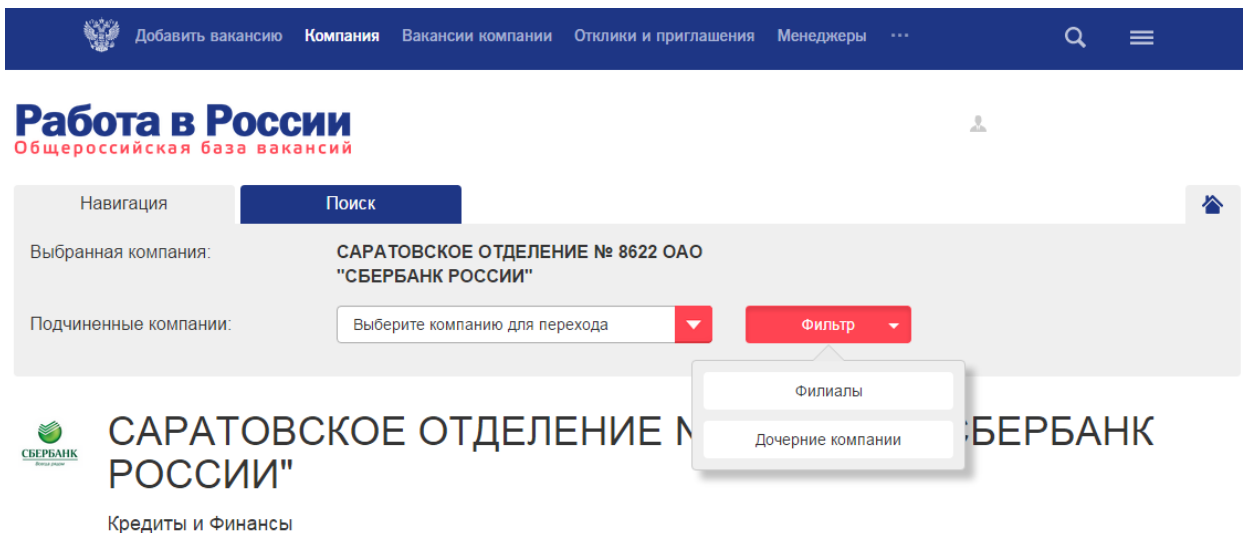 Добавить вакансию Компания Вакансии компании Отклики и приглашения Менеджеры ...
Работа в России
Общероссийская база вакансий
Навигация Поиск
Выбранная компания: САРАТОВСКОЕ ОТДЕЛЕНИЕ № 8622 ОАО
"СБЕРБАНК РОССИИ"
Подчиненные компании: Выберите компанию для перехода Фильтр
Филиалы
Дочерние компании
САРАТОВСКОЕ ОТДЕЛЕНИЕ СБЕРБАНК
РОССИИ"
СБЕРБАНК
Кредиты и Финансы